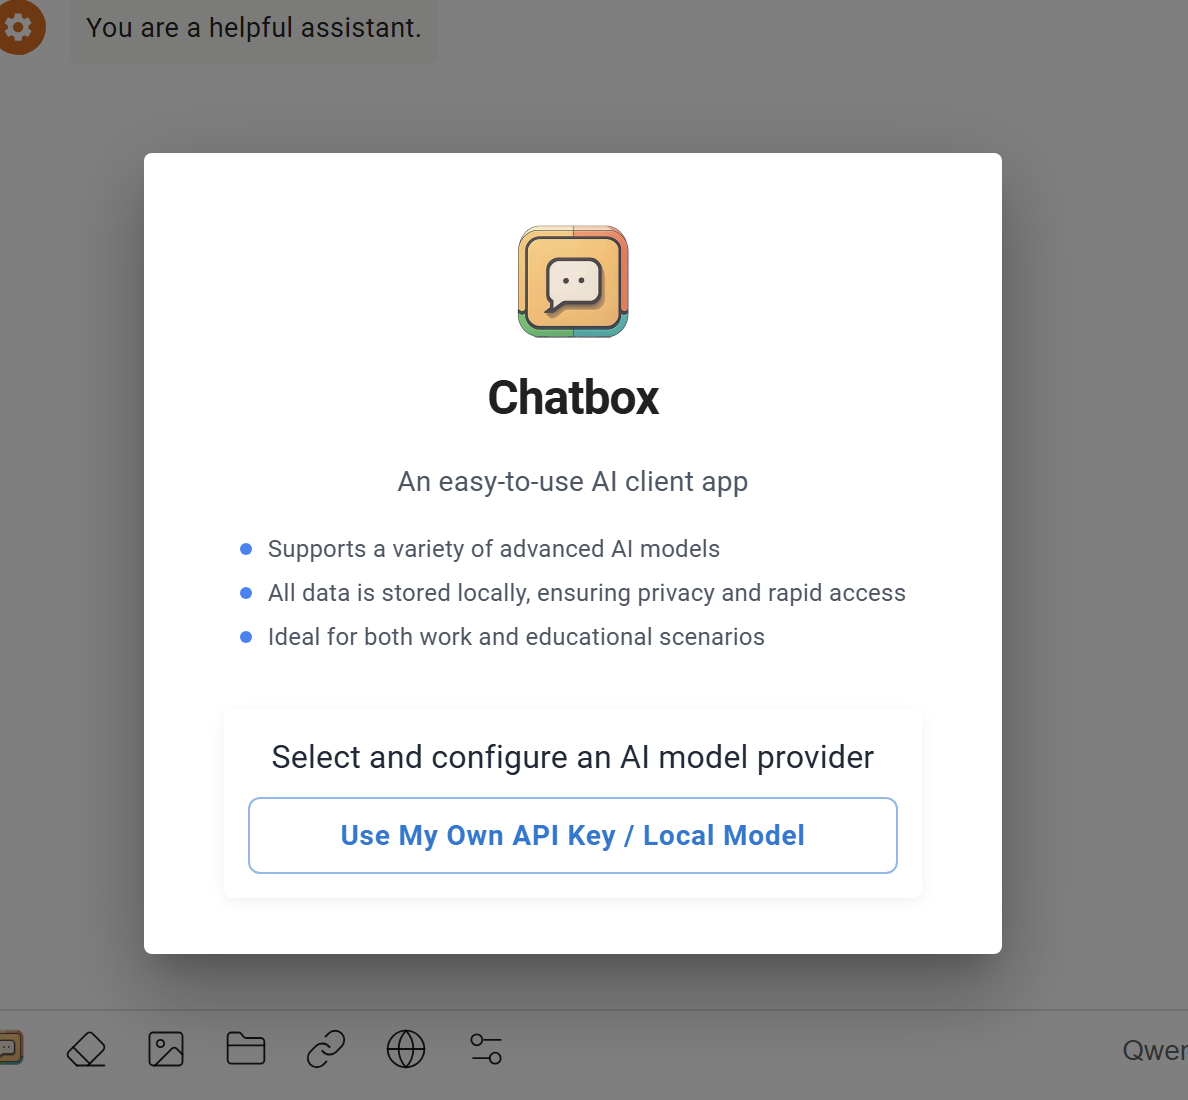 You are a helpful assistant.
Chatbox
An easy-to-use AI client app
Supports a variety of advanced AI models
All data is stored locally, ensuring privacy and rapid access
Ideal for both work and educational scenarios
Select and configure an AI model provider
Use My Own API Key / Local Model